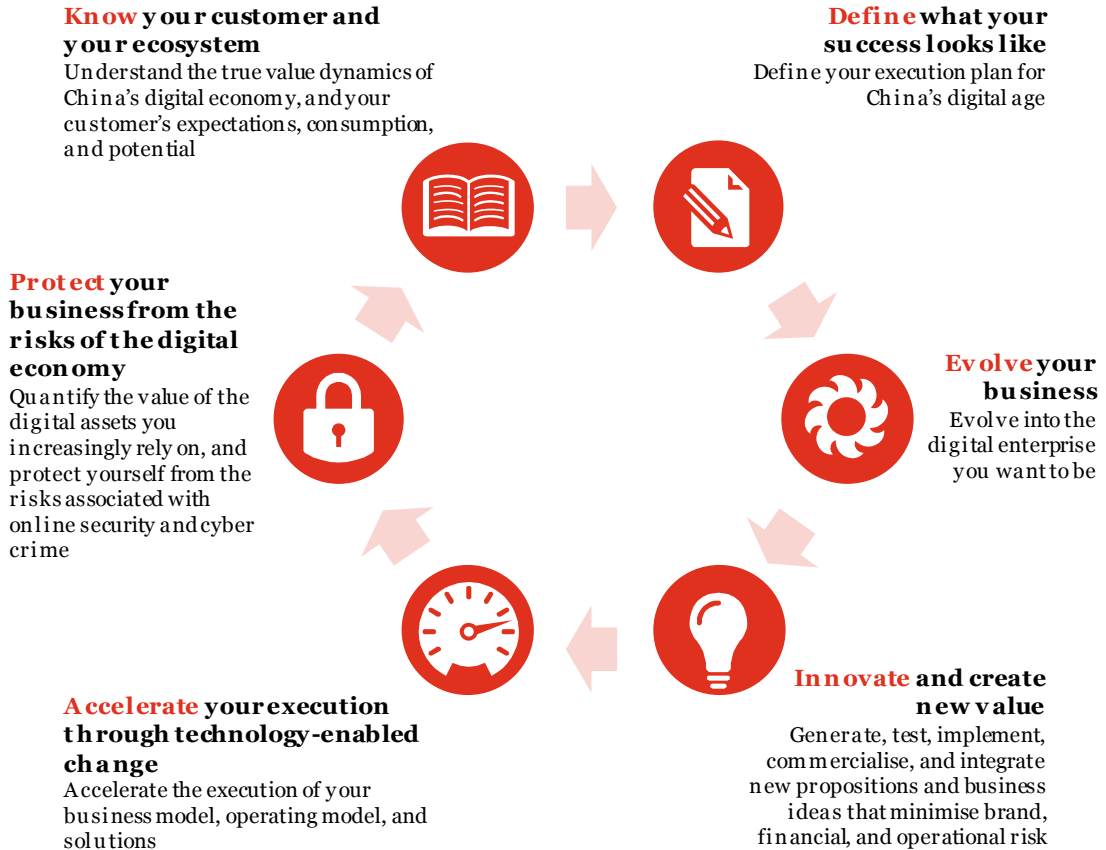 Know your customer and
your ecosystem
Understand the true value dynamics of
China's digital economy, and your
customer's expectations, consumption,
and potential
Define what your
success looks like
Define your execution plan for
China's digital age
Evolve your
business
Evolve into the
digital enterprise
you want to be
Innovate and create
new value
Generate, test, implement,
commercialise, and integrate
new propositions and business
ideas that minimise brand,
financial, and operational risk
Accelerate your execution
through technology-enabled
change
Accelerate the execution of your
business model, operating model, and
solutions
Protect your
business from the
risks of the digital
economy
Quantify the value of the
digital assets you
increasingly rely on, and
protect yourself from the
risks associated with
online security and cyber
crime